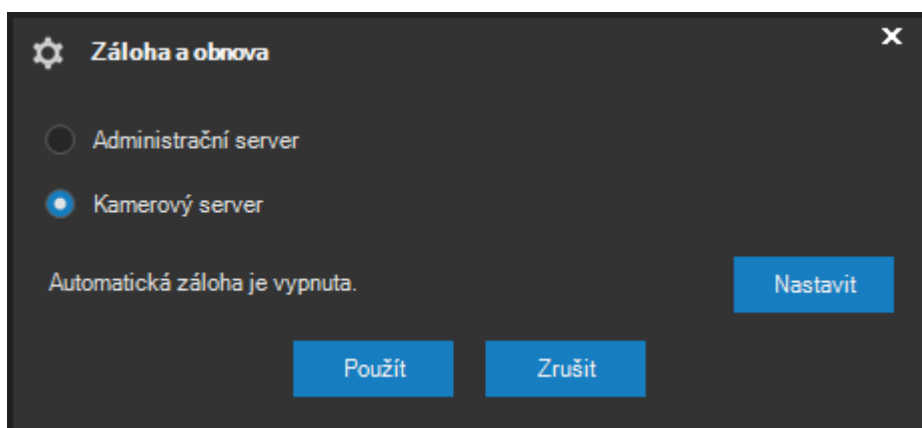 Záloha a obnova
Administrační server
Kamerový server
Automatická záloha je vypnuta.
Nastavit
Použít
Zrušit